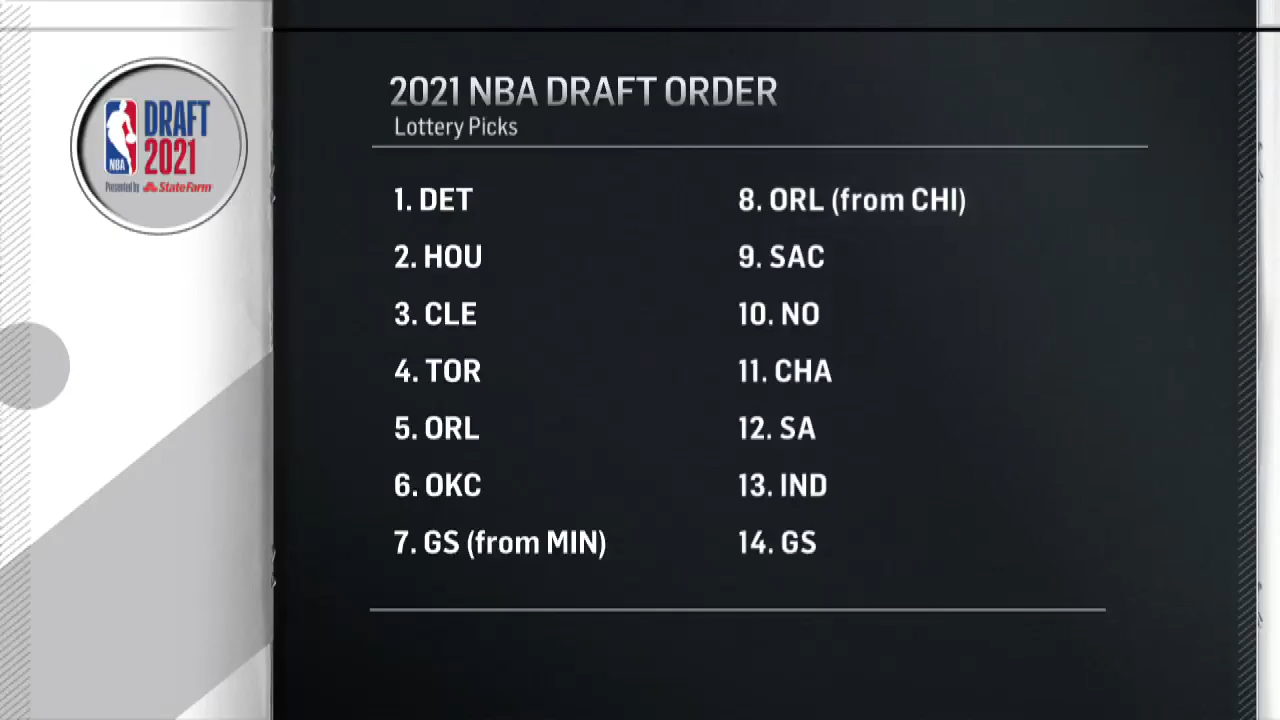 DRAFT
2021
NBA
Presented by StateFarm
2021 NBA DRAFT ORDER
Lottery Picks
1. DET
2. HOU
3. CLE
4. TOR
5. ORL
6. OKC
7. GS (from MIN)
8. ORL (from CHI)
9. SAC
10. NO
11. CHA
12. SA
13. IND
14. GS